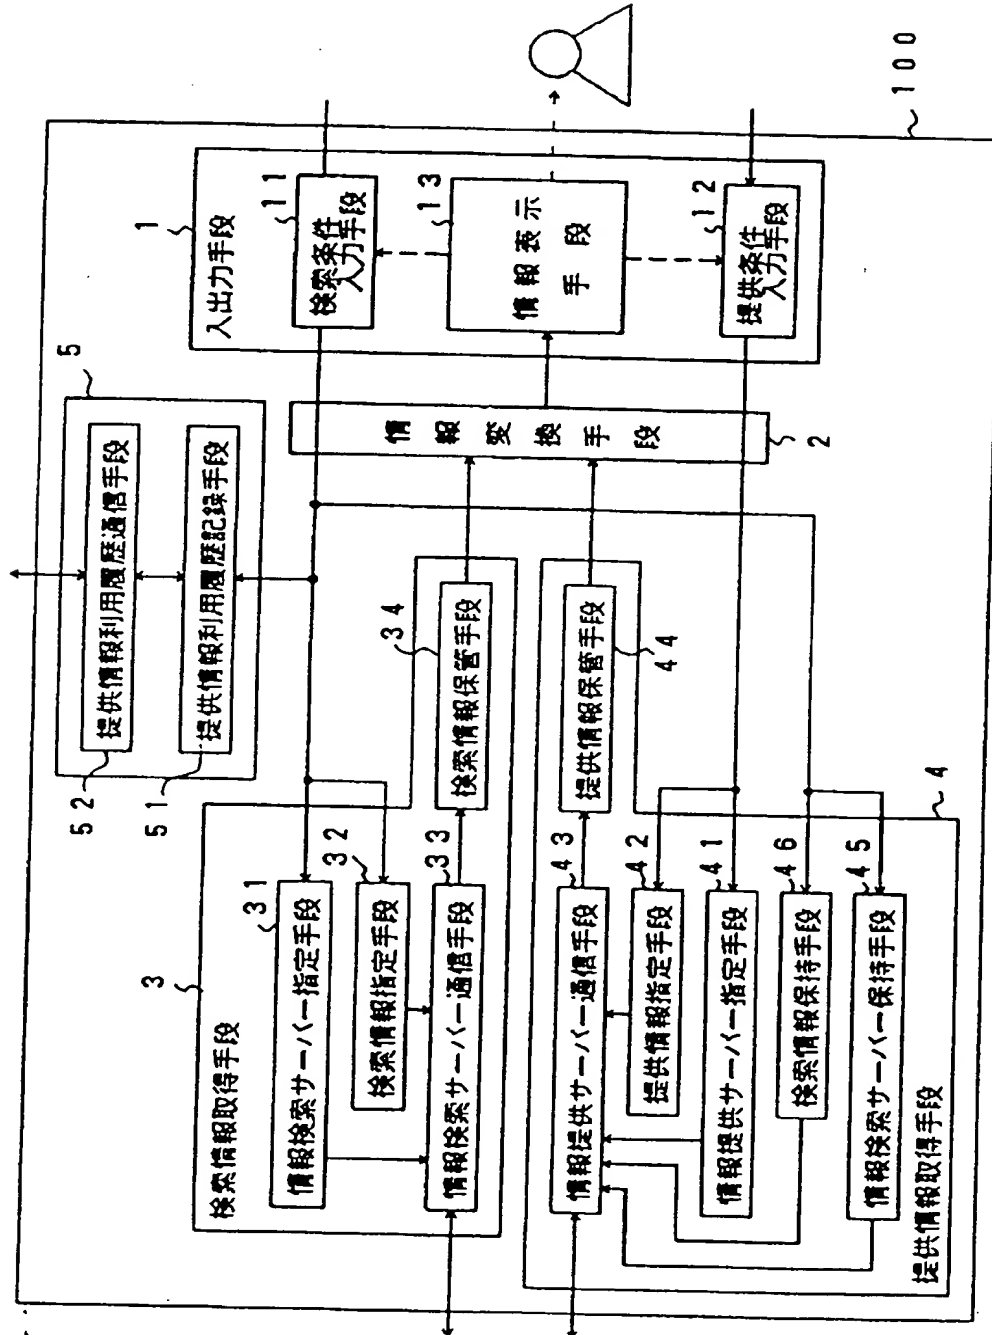 100
1
入出力手段
11
検索条件
入力手段
13
情報表示
手段
12
提供条件
入力手段
5
52
提供情報利用履歴通信手段
51
提供情報利用履歴記録手段
情報変換手段
2
3
検索情報取得手段
31
情報検索サーバー指定手段
32
検索情報指定手段
33
情報検索サーバー通信手段
34
検索情報保管手段
43
情報提供サーバー通信手段
44
提供情報保管手段
42
提供情報指定手段
41
情報提供サーバー指定手段
46
検索情報保持手段
45
情報検索サーバー保持手段
提供情報取得手段
4